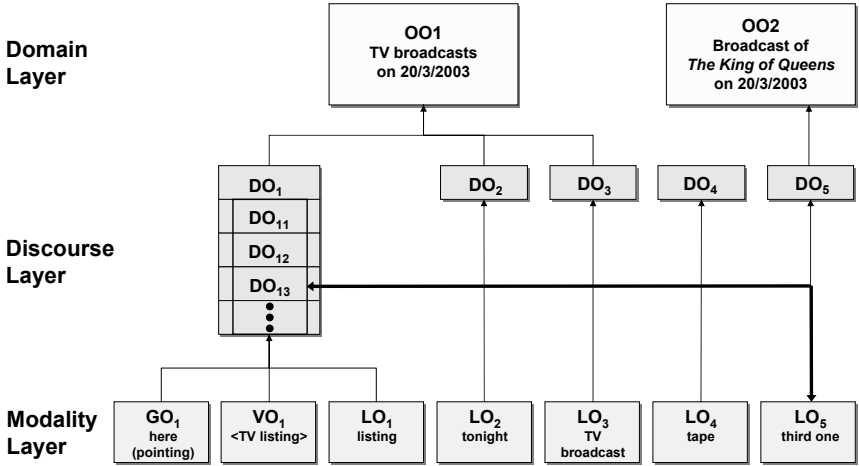 Domain
Layer
OO1
TV broadcasts
on 20/3/2003
OO2
Broadcast of
The King of Queens
on 20/3/2003
Discourse
Layer
DO1
DO11
DO12
DO13
DO2
DO3
DO4
DO5
Modality
Layer
GO1
here
(pointing)
VO1
<TV listing>
LO1
listing
LO2
tonight
LO3
TV
broadcast
LO4
tape
LO5
third one